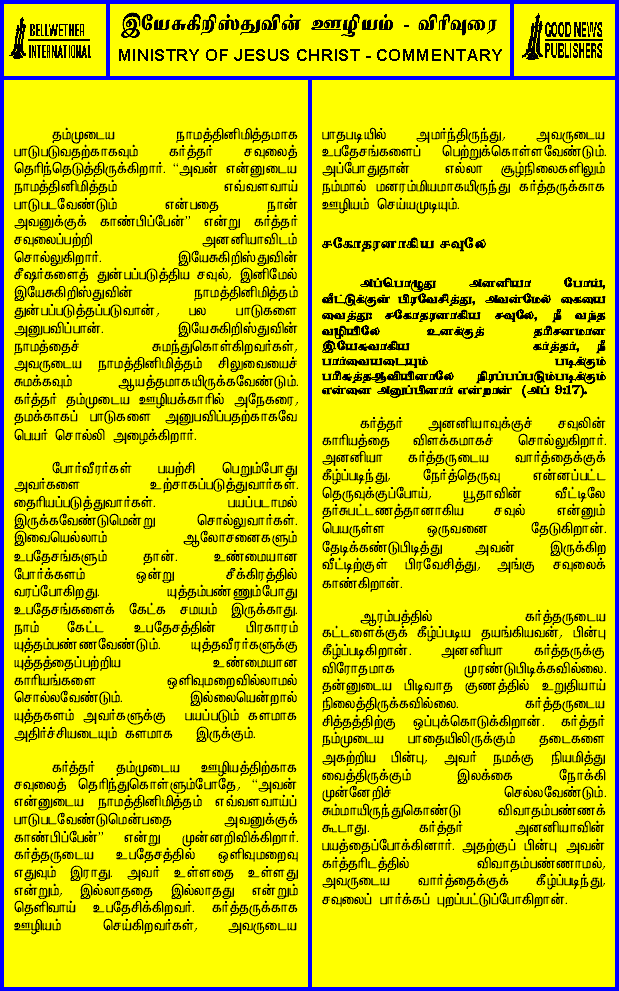 BELLWETHER
INTERNATIONAL
இயேசுகிறிஸ்துவின் ஊழியம் - விரிவுரை
MINISTRY OF JESUS CHRIST - COMMENTARY
GOOD NEWS
PUBLISHERS
தம்முடைய நாமத்தினிமித்தமாக
பாடுபடுவதற்காகவும் கர்த்தர் சவுலைத்
தெரிந்தெடுத்திருக்கிறார். “அவன் என்னுடைய
நாமத்தினிமித்தம் எவ்வளவாய்
பாடுபடவேண்டும் என்பதை நான்
அவனுக்குக் காண்பிப்பேன்” என்று கர்த்தர்
சவுலைப்பற்றி அனனியாவிடம்
சொல்லுகிறார். இயேசுகிறிஸ்துவின்
சீஷர்களைத் துன்பப்படுத்திய சவுல், இனிமேல்
இயேசுகிறிஸ்துவின் நாமத்தினிமித்தம்
துன்பப்படுத்தப்படுவான், பல பாடுகளை
அனுபவிப்பான். இயேசுகிறிஸ்துவின்
நாமத்தைச் சுமந்துகொள்கிறவர்கள்,
அவருடைய நாமத்தினிமித்தம் சிலுவையைச்
சுமக்கவும் ஆயத்தமாகயிருக்கவேண்டும்.
கர்த்தர் தம்முடைய ஊழியக்காரரில் அநேகரை,
தமக்காகப் பாடுகளை அனுபவிப்பதற்காகவே
பெயர் சொல்லி அழைக்கிறார்.
போர்வீரர்கள் பயற்சி பெறும்போது
அவர்களை உற்சாகப்படுத்துவார்கள்.
தைரியப்படுத்துவார்கள். பயப்படாமல்
இருக்கவேண்டுமென்று சொல்லுவார்கள்.
இவையெல்லாம் ஆலோசனைகளும்
உபதேசங்களும் தான். உண்மையான
போர்க்களம் ஒன்று சீக்கிரத்தில்
வரப்போகிறது. யுத்தம்பண்ணும்போது
உபதேசங்களைக் கேட்க சமயம் இருக்காது.
நாம் கேட்ட உபதேசத்தின் பிரகாரம்
யுத்தம்பண்ணவேண்டும். யுத்தவீரர்களுக்கு
யுத்தத்தைப்பற்றிய உண்மையான
காரியங்களை ஒளிவுமறைவில்லாமல்
சொல்லவேண்டும். இல்லையென்றால்
யுத்தகளம் அவர்களுக்கு பயப்படும் களமாக
அதிர்ச்சியடையும் களமாக இருக்கும்.
கர்த்தர் தம்முடைய ஊழியத்திற்காக
சவுலைத் தெரிந்துகொள்ளும்போதே, “அவன்
என்னுடைய நாமத்தினிமித்தம் எவ்வளவாய்ப்
பாடுபடவேண்டுமென்பதை அவனுக்குக்
காண்பிப்பேன்” என்று முன்னறிவிக்கிறார்.
கர்த்தருடைய உபதேசத்தில் ஒளிவுமறைவு
எதுவும் இராது. அவர் உள்ளதை உள்ளது
என்றும், இல்லாததை இல்லாதது என்றும்
தெளிவாய் உபதேசிக்கிறவர். கர்த்தருக்காக
ஊழியம் செய்கிறவர்கள், அவருடைய
பாதபடியில் அமர்ந்திருந்து, அவருடைய
உபதேசங்களைப் பெற்றுக்கொள்ளவேண்டும்.
அப்போதுதான் எல்லா சூழ்நிலைகளிலும்
நம்மால் மனரம்மியமாகயிருந்து கர்த்தருக்காக
ஊழியம் செய்யமுடியும்.
சகோதரனாகிய சவுலே
அப்பொழுது அனனியா போய்,
வீட்டுக்குள் பிரவேசித்து, அவன்மேல் கையை
வைத்து: சகோதரனாகிய சவுலே, நீ வந்த
வழியிலே உனக்குத் தரிசனமான
இயேசுவாகிய கர்த்தர், நீ
பார்வையடையும் படிக்கும்
பரிசுத்தஆவியினாலே நிரப்பப்படும்படிக்கும்
என்னை அனுப்பினார் என்றான் (அப் 9:17).
கர்த்தர் அனனியாவுக்குச் சவுலின்
காரியத்தை விளக்கமாகச் சொல்லுகிறார்.
அனனியா கர்த்தருடைய வார்த்தைக்குக்
கீழ்ப்படிந்து, நேர்த்தெருவு என்னப்பட்ட
தெருவுக்குப்போய், யூதாவின் வீட்டிலே
தர்சுபட்டணத்தானாகிய சவுல் என்னும்
பெயருள்ள ஒருவனை தேடுகிறான்.
தேடிக்கண்டுபிடித்து அவன் இருக்கிற
வீட்டிற்குள் பிரவேசித்து, அங்கு சவுலைக்
காண்கிறான்.
ஆரம்பத்தில் கர்த்தருடைய
கட்டளைக்குக் கீழ்ப்படிய தயங்கியவன், பின்பு
கீழ்ப்படிகிறான். அனனியா கர்த்தருக்கு
விரோதமாக முரண்டுபிடிக்கவில்லை.
தன்னுடைய பிடிவாத குணத்தில் உறுதியாய்
நிலைத்திருக்கவில்லை. கர்த்தருடைய
சித்தத்திற்கு ஒப்புக்கொடுக்கிறான். கர்த்தர்
நம்முடைய பாதையிலிருக்கும் தடைகளை
அகற்றிய பின்பு, அவர் நமக்கு நியமித்து
வைத்திருக்கும் இலக்கை நோக்கி
முன்னேறிச் செல்லவேண்டும்.
சும்மாயிருந்துகொண்டு விவாதம்பண்ணக்
கூடாது. கர்த்தர் அனனியாவின்
பயத்தைப்போக்கினார். அதற்குப் பின்பு அவன்
கர்த்தரிடத்தில் விவாதம்பண்ணாமல்,
அவருடைய வார்த்தைக்குக் கீழ்ப்படிந்து,
சவுலைப் பார்க்கப் புறப்பட்டுப்போகிறான்.